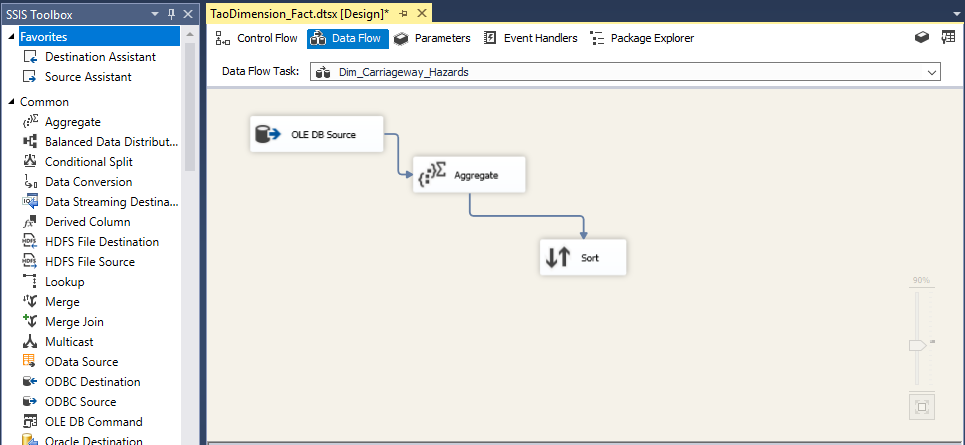 SSIS Toolbox
TaoDimension_Fact.dtsx [Design]*
Favorites
Destination Assistant
Source Assistant
Common
Aggregate
Balanced Data Distribut...
Conditional Split
Data Conversion
Data Streaming Destina...
Derived Column
HDFS File Destination
HDFS File Source
Lookup
Merge
Merge Join
Multicast
OData Source
ODBC Destination
ODBC Source
OLE DB Command
Oracle Destination
Control Flow
Data Flow
Parameters
Event Handlers
Package Explorer
Data Flow Task:
Dim_Carriageway_Hazards
OLE DB Source
Aggregate
Sort
90%